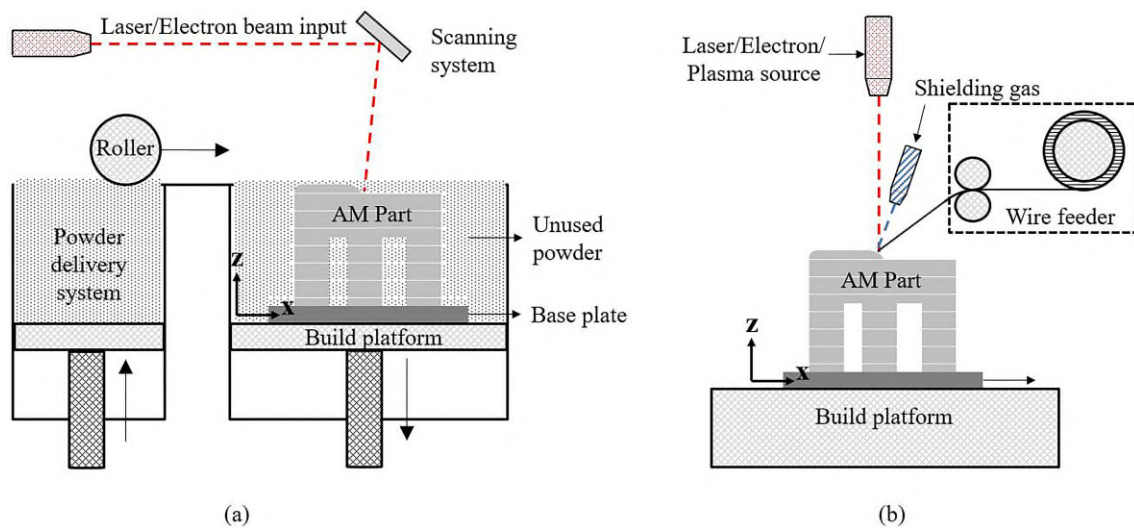 Laser/Electron beam input
Scanning
system
Roller
AM Part
Powder
delivery
system
Unused
powder
z
x
Base plate
Build platform
(a)
Laser/Electron/
Plasma source
Shielding gas
Wire feeder
AM Part
z
x
Build platform
(b)